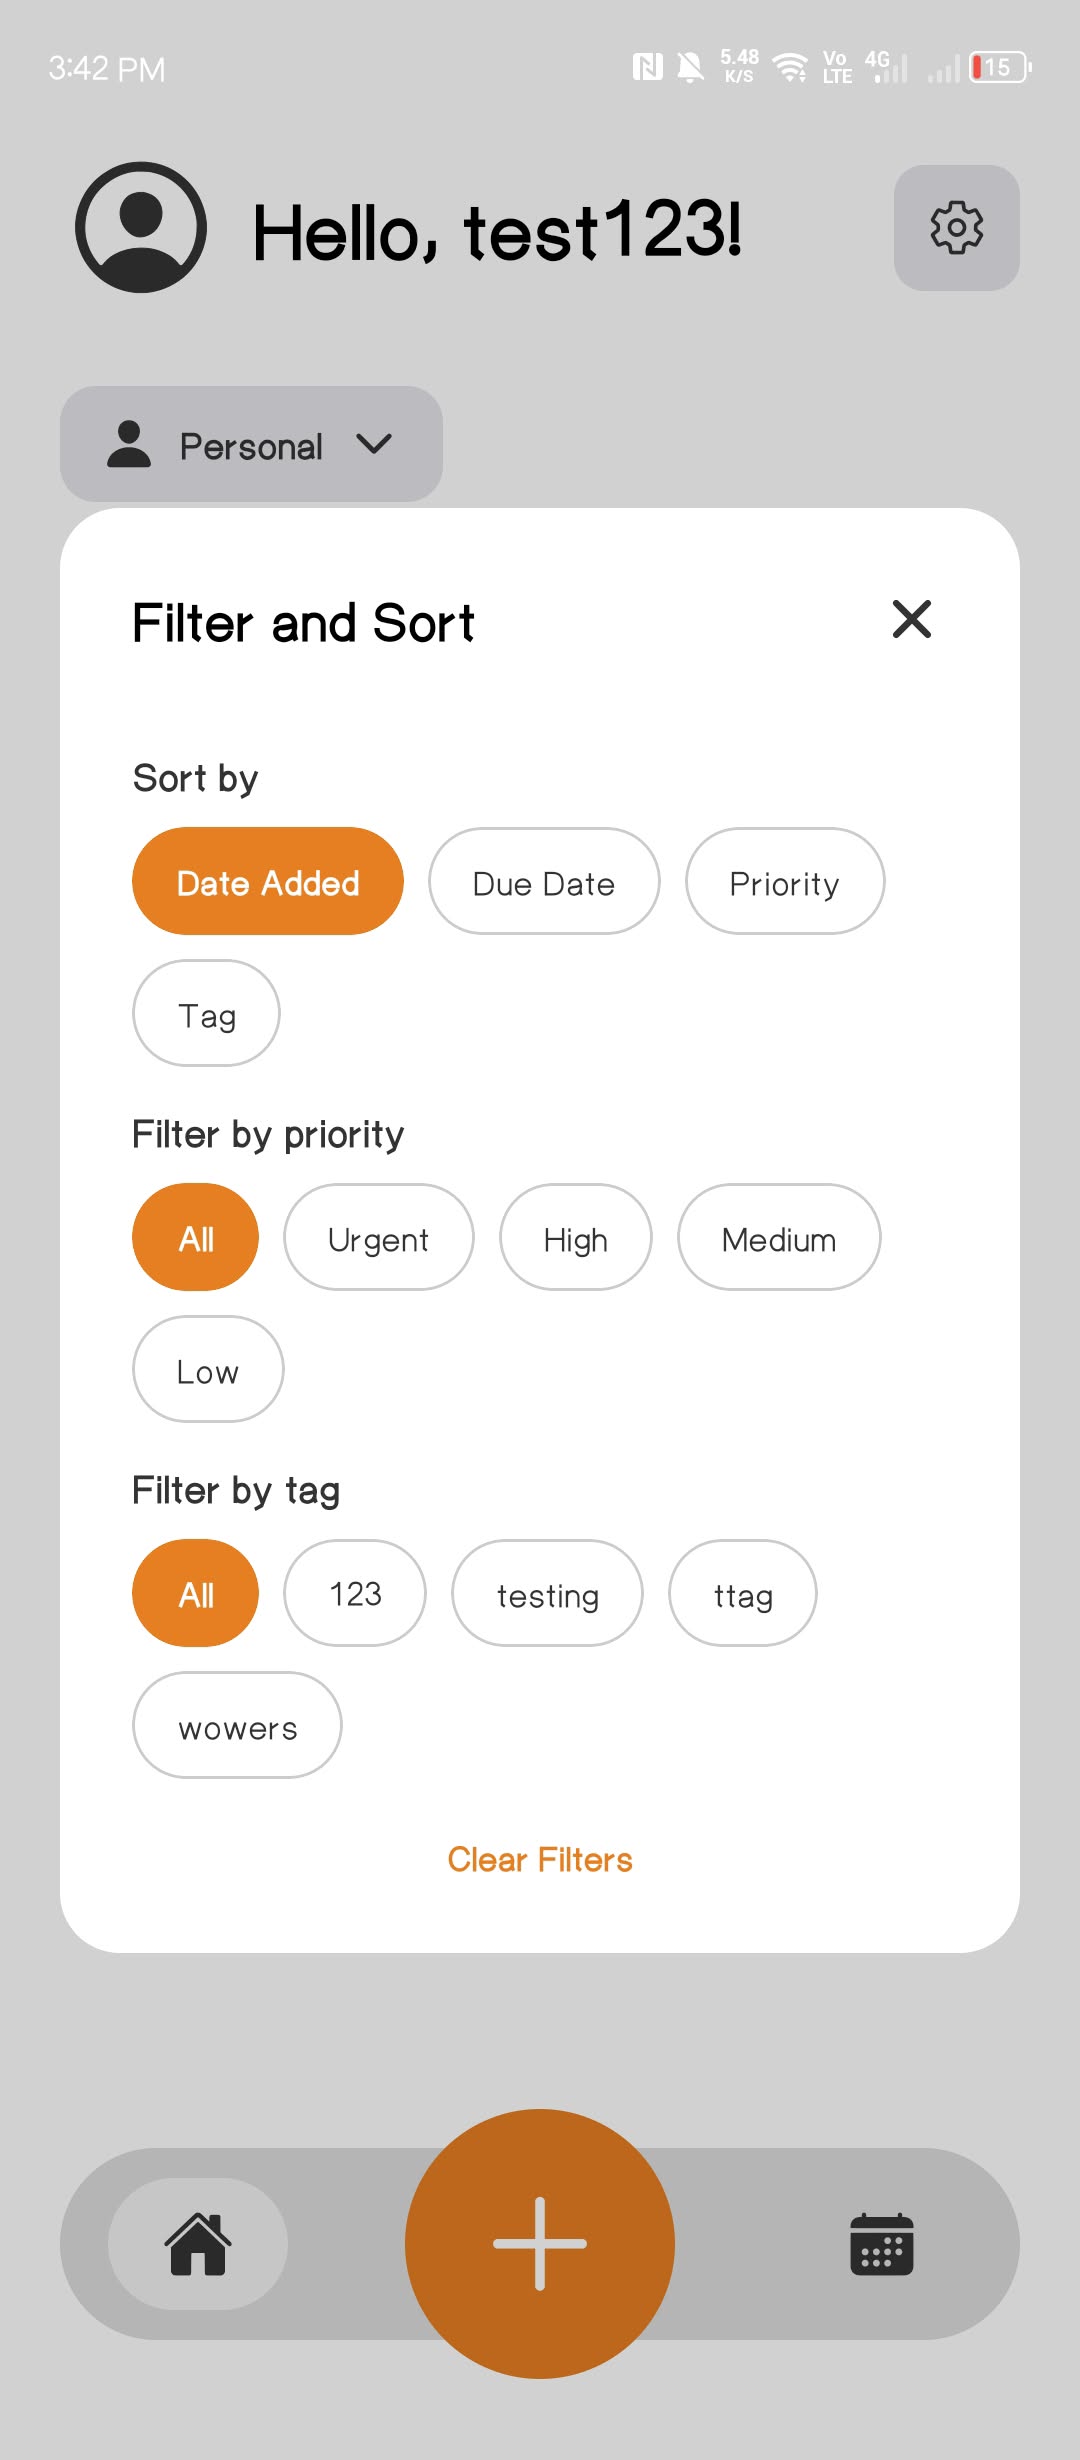 3:42 PM 5.48 K/S Vo LTE 4G 15
Hello, test123!
Personal
Filter and Sort
Sort by
Date Added Due Date Priority
Tag
Filter by priority
All Urgent High Medium
Low
Filter by tag
All 123 testing ttag
wowers
Clear Filters